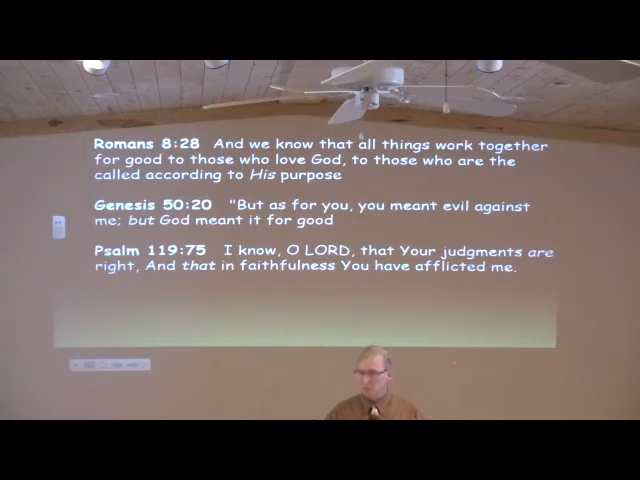 Romans 8:28 And we know that all things work together
for good to those who love God, to those who are the
called according to His purpose
Genesis 50:20 "But as for you, you meant evil against
me; but God meant it for good
Psalm 119:75 I know, O LORD, that Your judgments are
right, And that in faithfulness You have afflicted me.